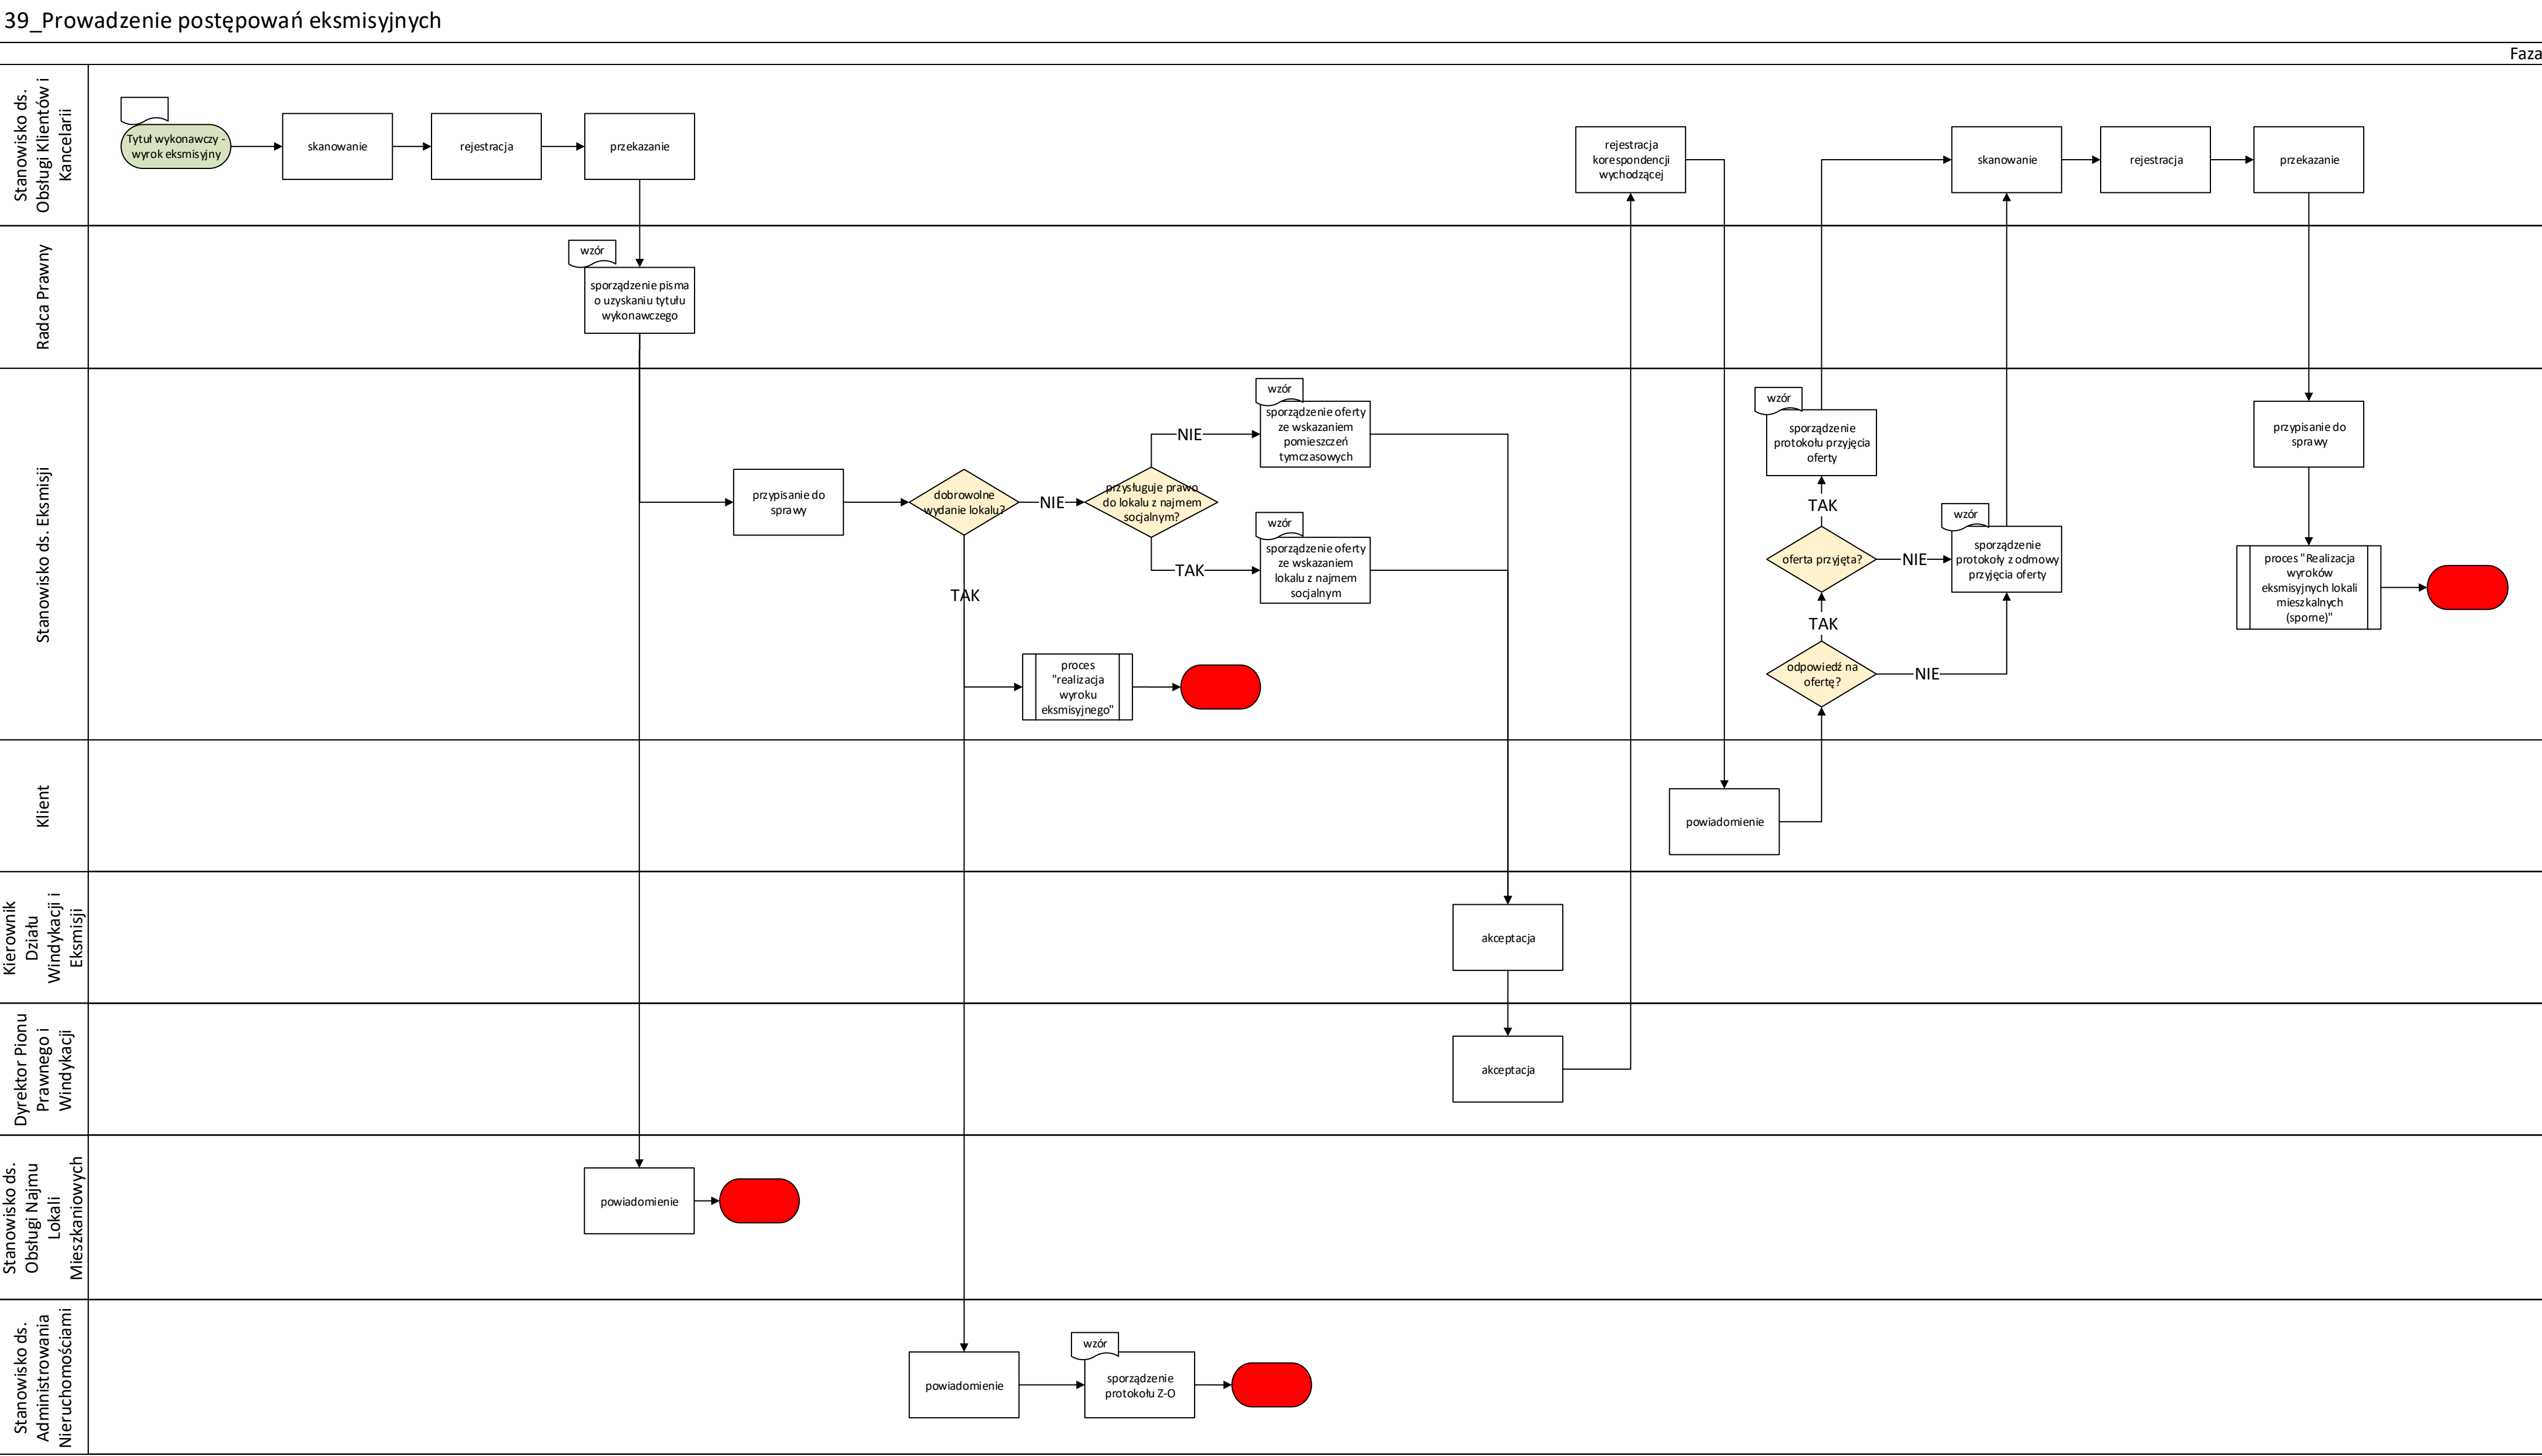 39_Prowadzenie postępowań eksmisyjnych
Faza
Stanowisko ds.
Obsługi Klientów i
Kancelarii
Tytuł wykonawczy -
wyrok eksmisyjny
skanowanie
rejestracja
przekazanie
rejestracja
korespondencji
wychodzącej
skanowanie
rejestracja
przekazanie
Radca Prawny
wzór
sporządzenie pisma
o uzyskaniu tytułu
wykonawczego
Stanowisko ds. Eksmisji
przypisanie do
sprawy
dobrowolne
wydanie lokalu?
NIE
TAK
przysługuje prawo
do lokalu z najmem
socjalnym?
NIE
TAK
wzór
sporządzenie oferty
ze wskazaniem
pomieszczeń
tymczasowych
wzór
sporządzenie oferty
ze wskazaniem
lokalu z najmem
socjalnym
proces
"realizacja
wyroku
eksmisyjnego"
wzór
sporządzenie
protokołu przyjęcia
oferty
TAK
oferta przyjęta?
NIE
wzór
sporządzenie
protokoły z odmowy
przyjęcia oferty
TAK
odpowiedź na
ofertę?
NIE
przypisanie do
sprawy
proces "Realizacja
wyroków
eksmisyjnych lokali
mieszkalnych
(sporne)"
Klient
powiadomienie
Kierownik
Działu
Windykacji i
Eksmisji
akceptacja
Dyrektor Pionu
Prawnego i
Windykacji
akceptacja
Stanowisko ds.
Obsługi Najmu
Lokali
Mieszkaniowych
powiadomienie
Stanowisko ds.
Administrowania
Nieruchomościami
powiadomienie
wzór
sporządzenie
protokołu Z-O